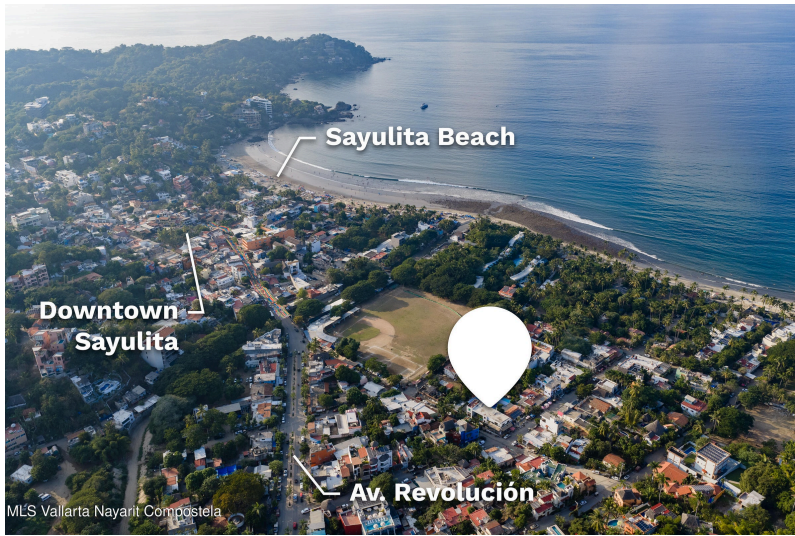 Sayulita Beach
Downtown
Sayulita
Av. Revolución
MLS Vallarta Nayarit Compostela